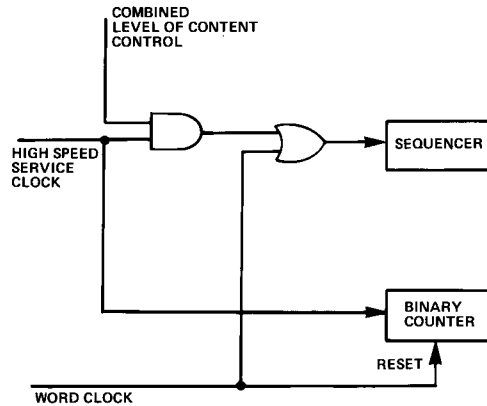 COMBINED
LEVEL OF CONTENT
CONTROL
HIGH SPEED
SERVICE
CLOCK
SEQUENCER
BINARY
COUNTER
RESET
WORD CLOCK